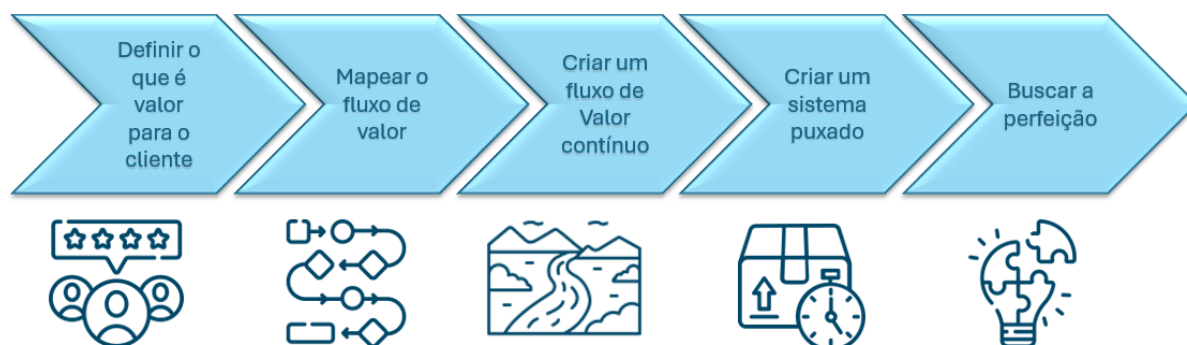 Definir o
que é
valor
para o
cliente
Mapear o
fluxo de
valor
Criar um
fluxo de
Valor
contínuo
Criar um
sistema
puxado
Buscar a
perfeição